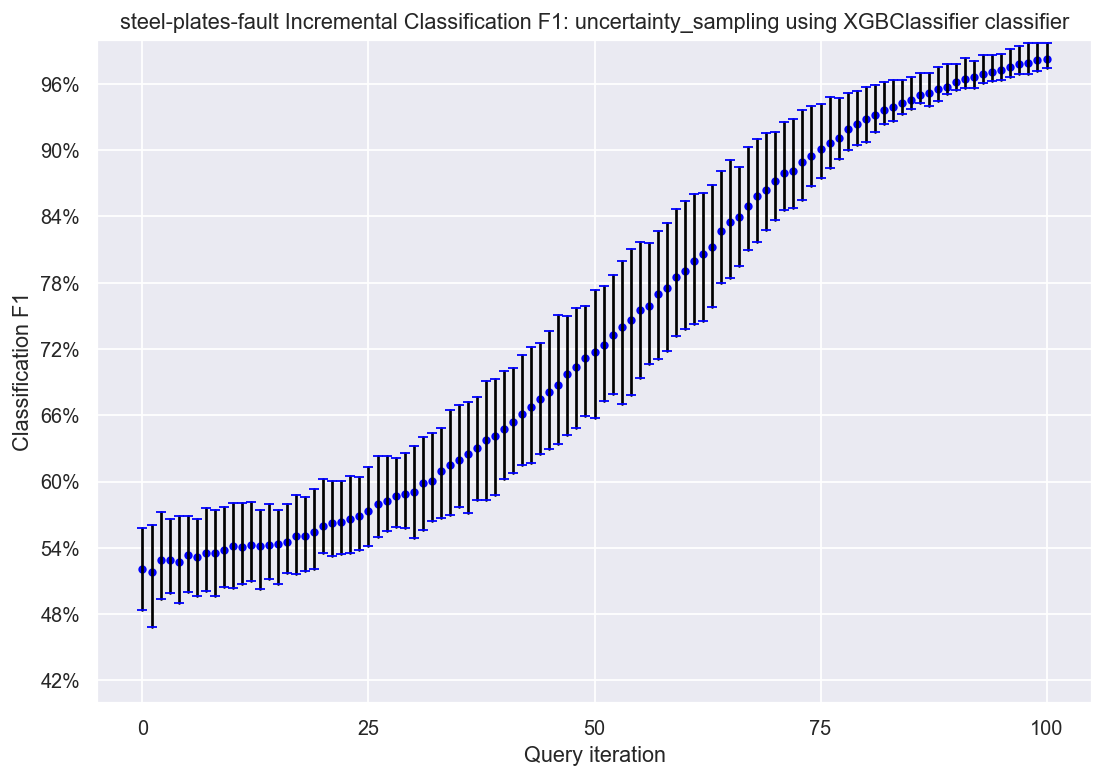 steel-plates-fault Incremental Classification F1: uncertainty_sampling using XGBClassifier classifier
96%
90%
84%
78%
72%
66%
60%
54%
48%
42%
Classification F1
0 25 50 75 100
Query iteration